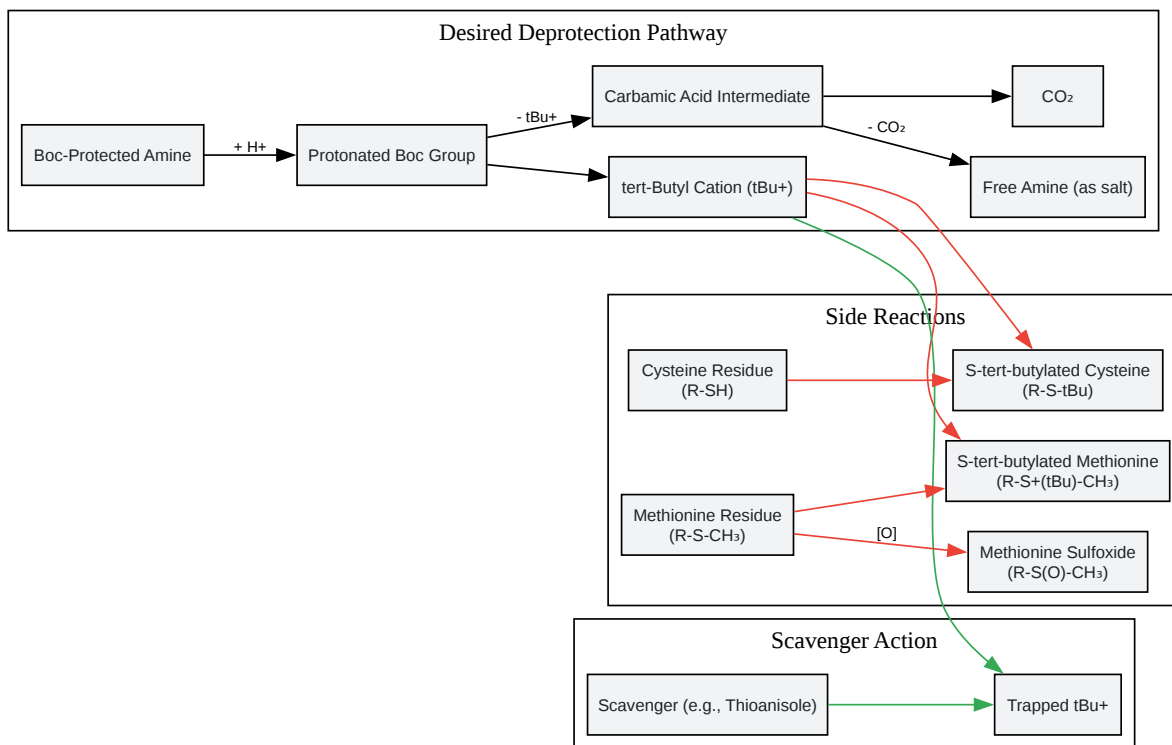 Desired Deprotection Pathway
Boc-Protected Amine
+ H+
Protonated Boc Group
- tBu+
Carbamic Acid Intermediate
CO₂
- CO₂
tert-Butyl Cation (tBu+)
Free Amine (as salt)
Side Reactions
Cysteine Residue
(R-SH)
S-tert-butylated Cysteine
(R-S-tBu)
S-tert-butylated Methionine
(R-S+(tBu)-CH₃)
Methionine Residue
(R-S-CH₃)
[O]
Methionine Sulfoxide
(R-S(O)-CH₃)
Scavenger Action
Scavenger (e.g., Thioanisole)
Trapped tBu+